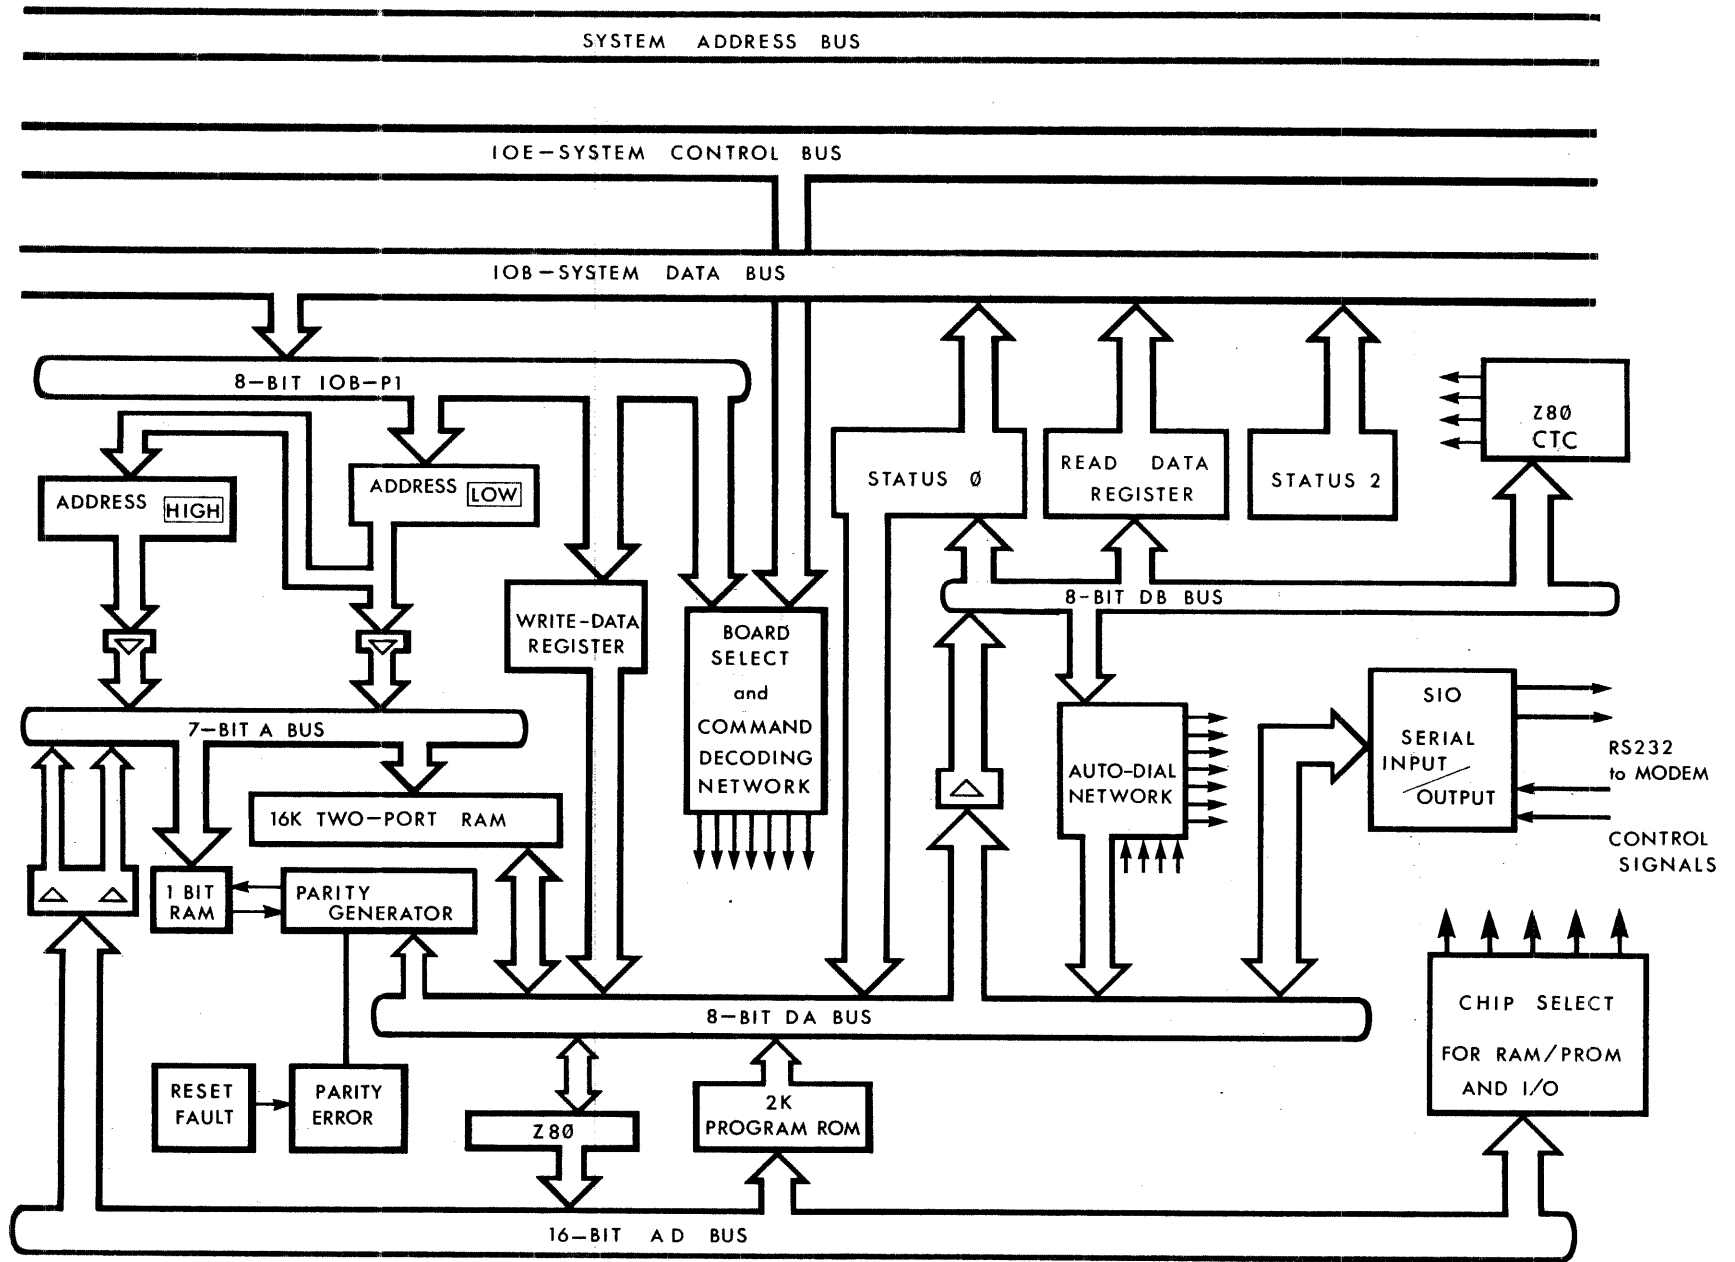 SYSTEM ADDRESS BUS
IOE-SYSTEM CONTROL BUS
IOB-SYSTEM DATA BUS
8-BIT IOB-P1
ADDRESS HIGH
ADDRESS LOW
STATUS Ø
READ DATA
REGISTER
STATUS 2
Z8Ø
CTC
WRITE-DATA
REGISTER
BOARD
SELECT
and
COMMAND
DECODING
NETWORK
8-BIT DB BUS
7-BIT A BUS
16K TWO-PORT RAM
1 BIT
RAM
PARITY
GENERATOR
AUTO-DIAL
NETWORK
SIO
SERIAL
INPUT
/
OUTPUT
RS232
to MODEM
CONTROL
SIGNALS
8-BIT DA BUS
RESET
FAULT
PARITY
ERROR
Z8Ø
2K
PROGRAM ROM
CHIP SELECT
FOR RAM/PROM
AND I/O
16-BIT AD BUS